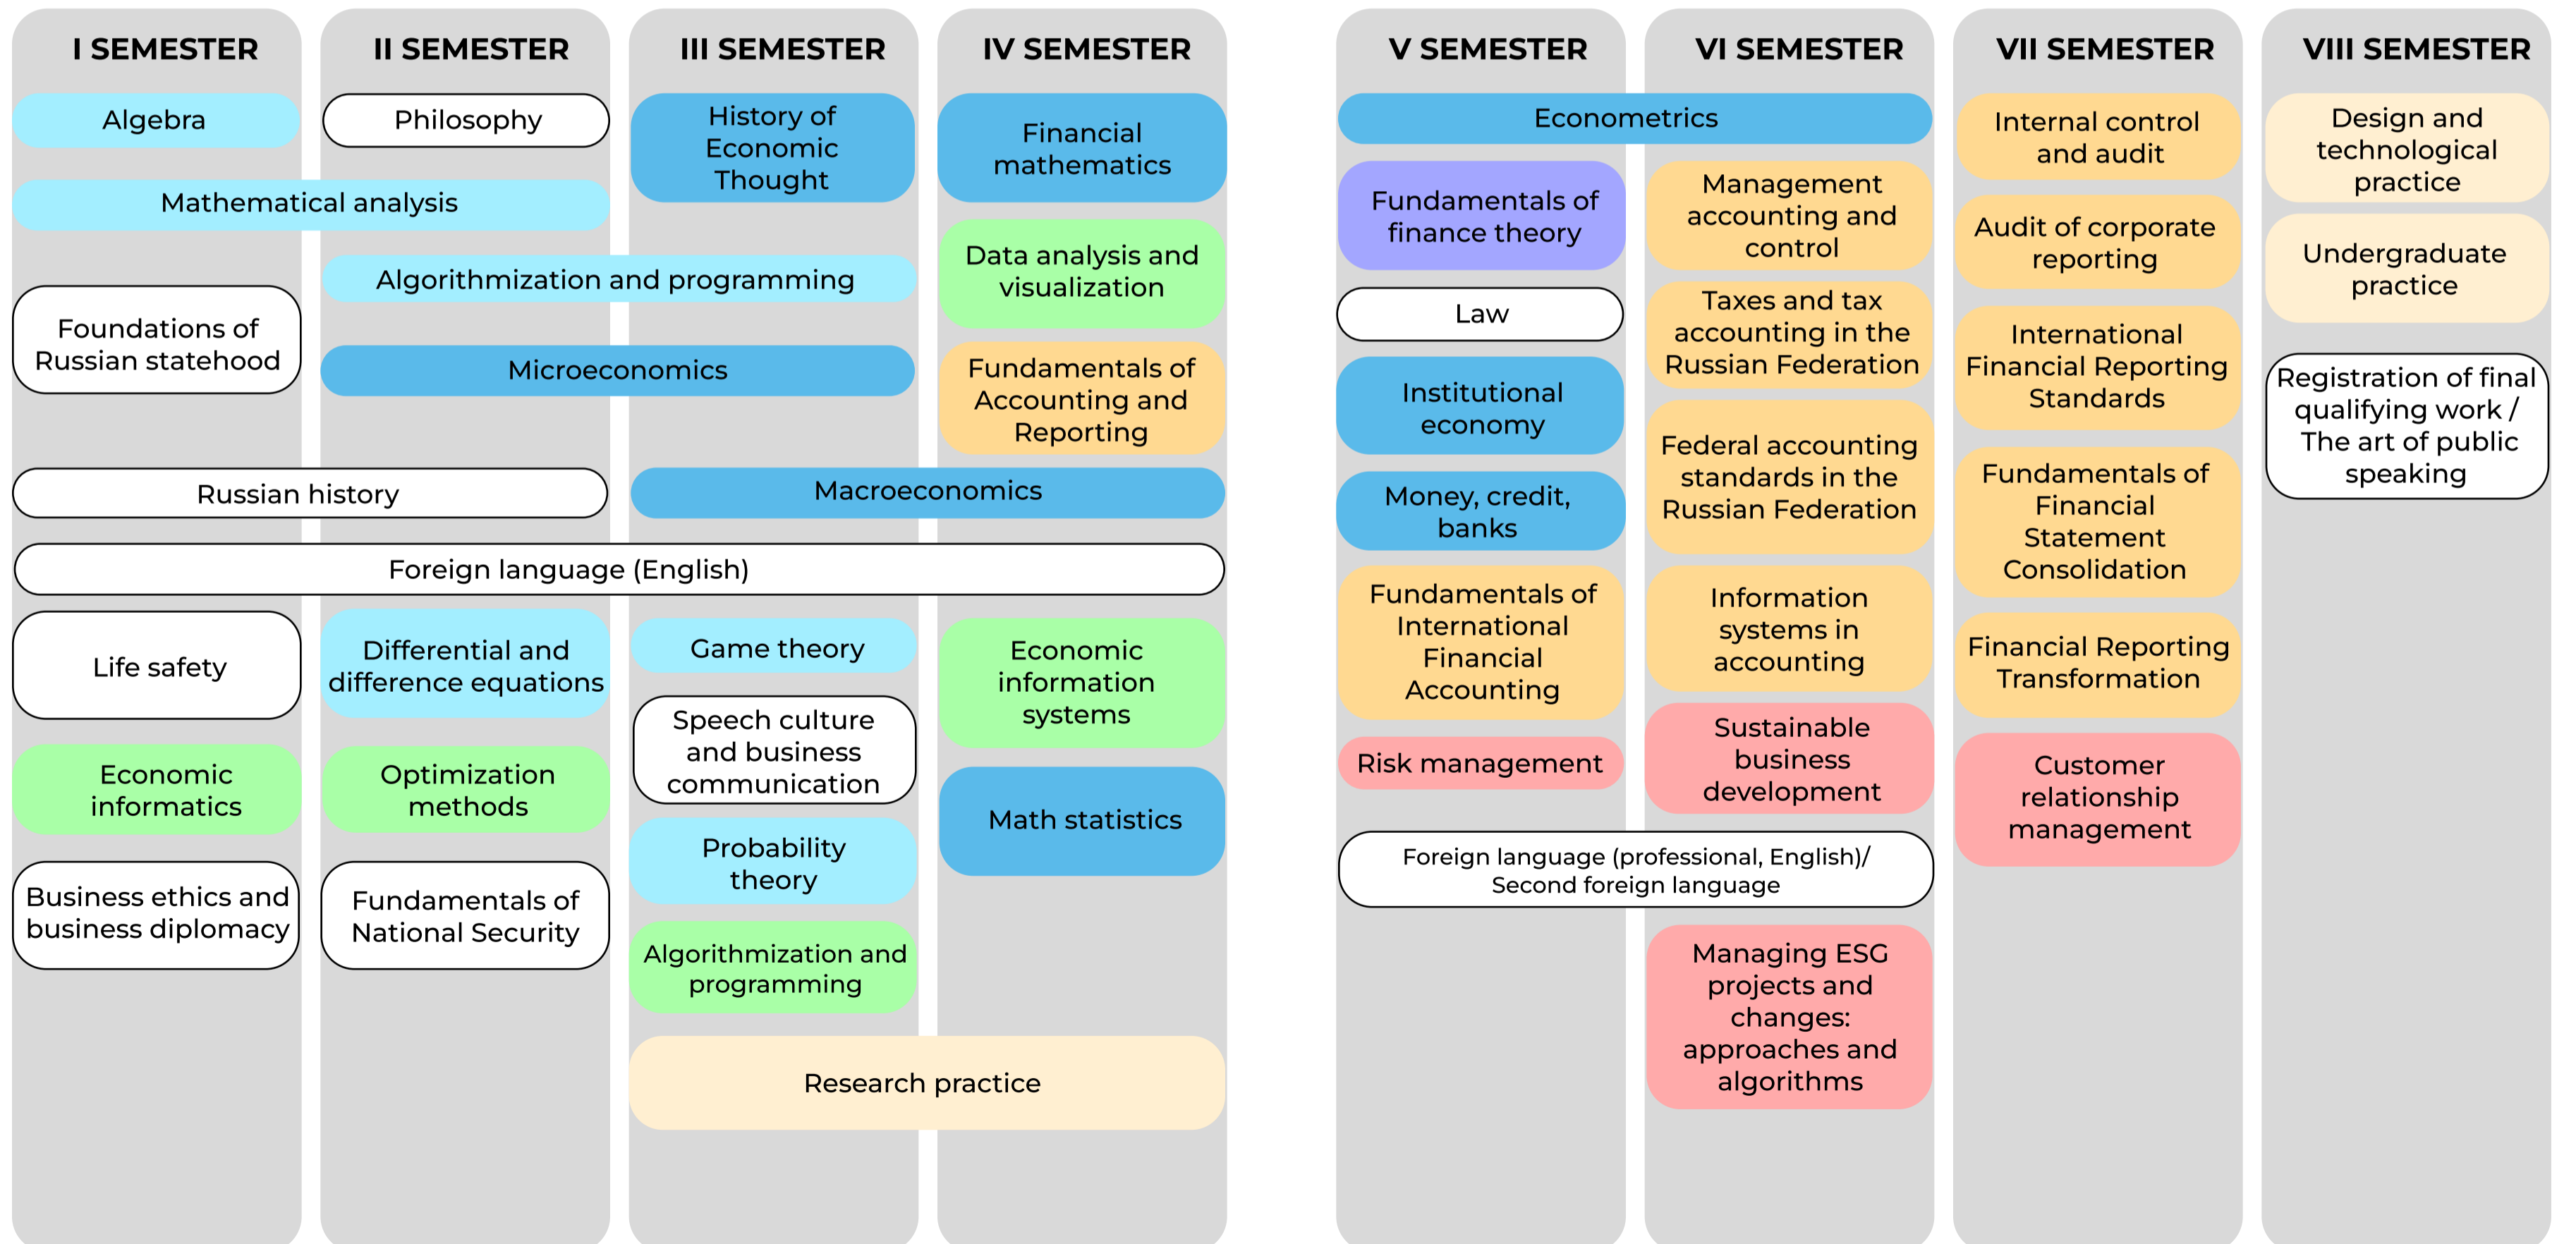 I SEMESTER
Algebra
Mathematical analysis
Foundations of
Russian statehood
Russian history
Foreign language (English)
Life safety
Economic
informatics
Business ethics and
business diplomacy
II SEMESTER
Philosophy
Algorithmization and programming
Microeconomics
Differential and
difference equations
Optimization
methods
Fundamentals of
National Security
III SEMESTER
History of
Economic
Thought
Macroeconomics
Game theory
Speech culture
and business
communication
Probability
theory
Algorithmization and
programming
Research practice
IV SEMESTER
Financial
mathematics
Data analysis and
visualization
Fundamentals of
Accounting and
Reporting
Economic
information
systems
Math statistics
V SEMESTER
Econometrics
Fundamentals of
finance theory
Law
Institutional
economy
Money, credit,
banks
Fundamentals of
International
Financial
Accounting
Risk management
Foreign language (professional, English)/
Second foreign language
VI SEMESTER
Management
accounting and
control
Taxes and tax
accounting in the
Russian Federation
Federal accounting
standards in the
Russian Federation
Information
systems in
accounting
Sustainable
business
development
Managing ESG
projects and
changes:
approaches and
algorithms
VII SEMESTER
Internal control
and audit
Audit of corporate
reporting
International
Financial Reporting
Standards
Fundamentals of
Financial
Statement
Consolidation
Financial Reporting
Transformation
Customer
relationship
management
VIII SEMESTER
Design and
technological
practice
Undergraduate
practice
Registration of final
qualifying work /
The art of public
speaking